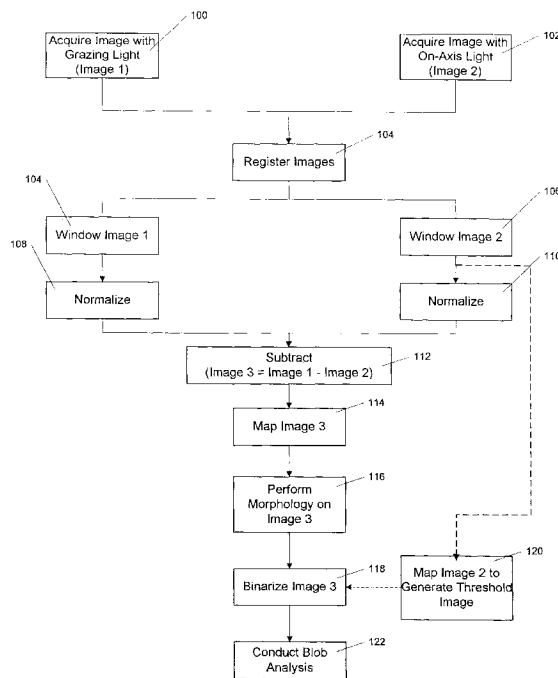 100
Acquire Image with
Grazing Light
(Image 1)
102
Acquire Image with
On-Axis Light
(Image 2)
104
Register Images
104
Window Image 1
106
Window Image 2
108
Normalize
110
Normalize
Subtract
(Image 3 = Image 1 - Image 2)
112
114
Map Image 3
116
Perform
Morphology on
Image 3
118
Binarize Image 3
120
Map Image 2 to
Generate Threshold
Image
122
Conduct Blob
Analysis